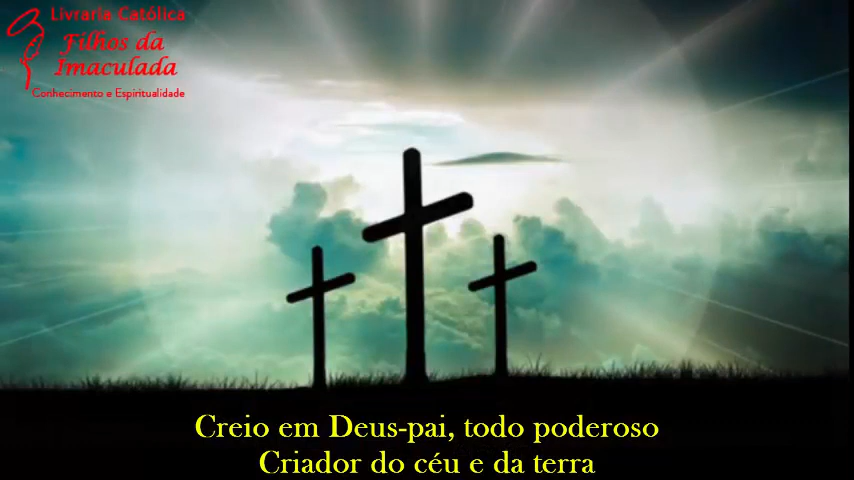 Livraria Católica
Filhos da
Imaculada
Conhecimento e Espiritualidade
Creio em Deus-pai, todo poderoso
Criador do céu e da terra